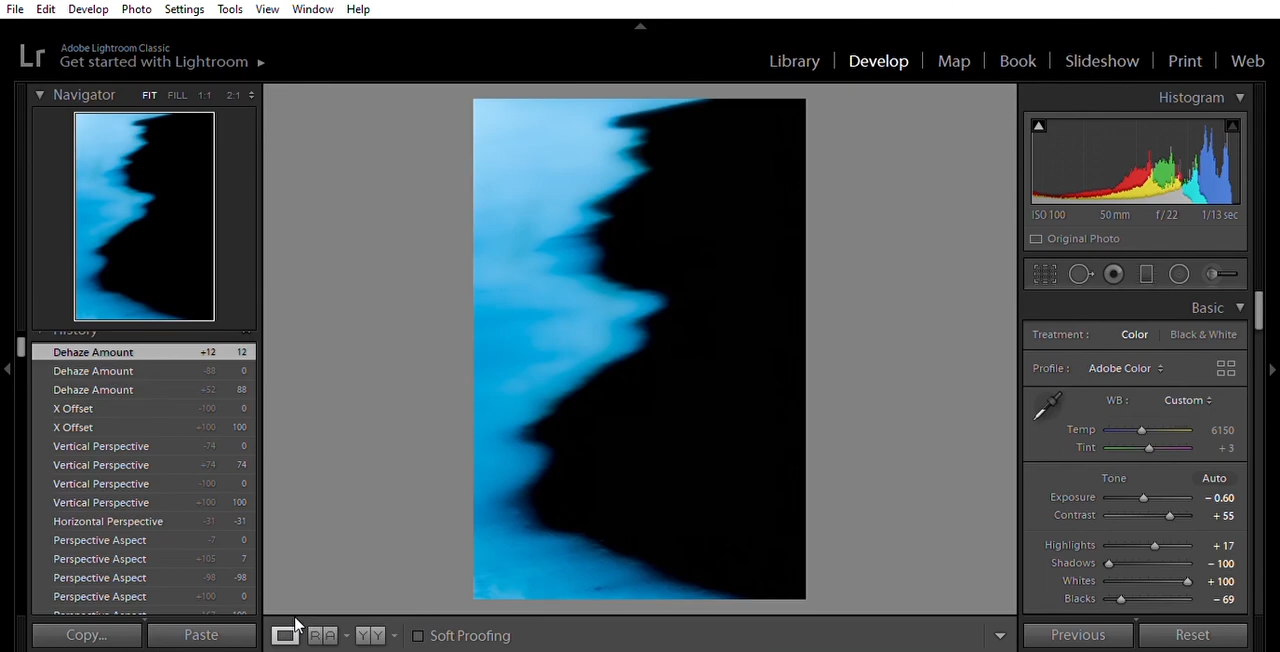 File Edit Develop Photo Settings Tools View Window Help
Lr Adobe Lightroom Classic
Get started with Lightroom
Library Develop Map Book Slideshow Print Web
Navigator FIT FILL 1:1 2:1
History
Dehaze Amount +12 12
Dehaze Amount -88 0
Dehaze Amount +52 88
X Offset -100 0
X Offset +100 100
Vertical Perspective -74 0
Vertical Perspective +74 74
Vertical Perspective -100 0
Vertical Perspective +100 100
Horizontal Perspective -31 -31
Perspective Aspect -7 0
Perspective Aspect +105 7
Perspective Aspect -98 -98
Perspective Aspect +100 0
Copy... Paste
R A Y Y Soft Proofing
Histogram
ISO 100 50 mm f/22 1/13 sec
Original Photo
Basic
Treatment : Color Black & White
Profile : Adobe Color
WB : Custom
Temp 6150
Tint + 3
Tone Auto
Exposure – 0.60
Contrast + 55
Highlights + 17
Shadows – 100
Whites + 100
Blacks – 69
Previous Reset